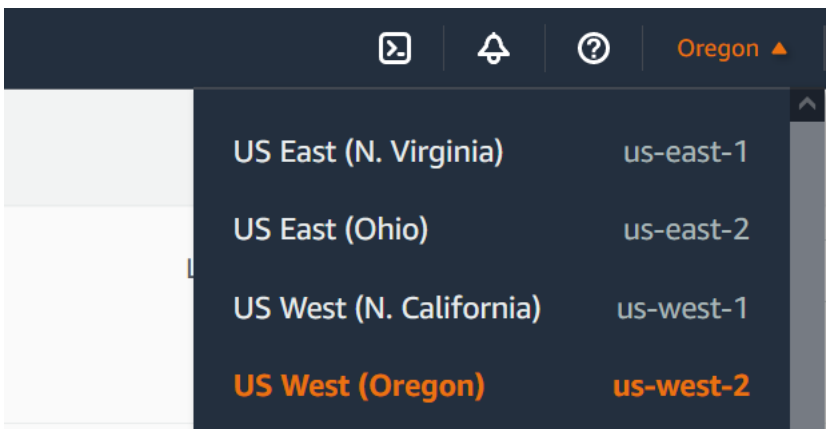 Oregon ▲
US East (N. Virginia) us-east-1
US East (Ohio) us-east-2
L
US West (N. California) us-west-1
US West (Oregon) us-west-2